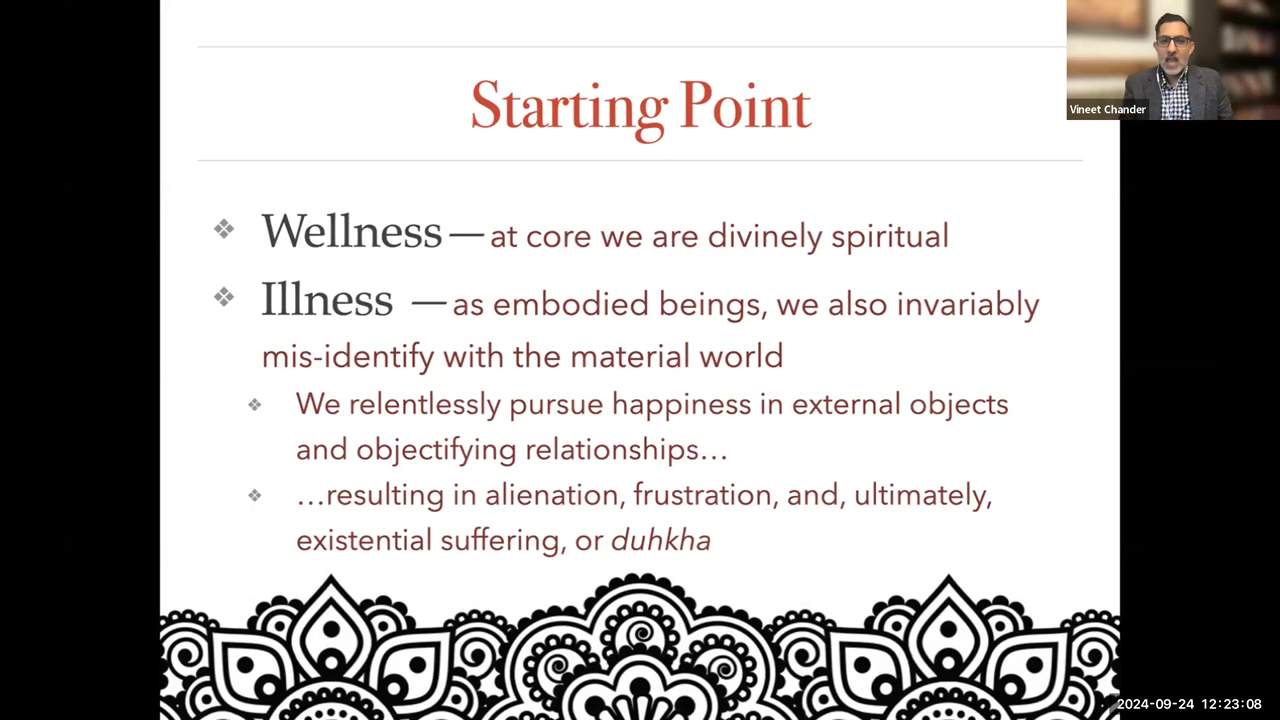 Starting Point
Vineet Chander
❖ Wellness — at core we are divinely spiritual
❖ Illness — as embodied beings, we also invariably
mis-identify with the material world
❖ We relentlessly pursue happiness in external objects
and objectifying relationships…
❖ …resulting in alienation, frustration, and, ultimately,
existential suffering, or duhkha
2024-09-24 12:23:08